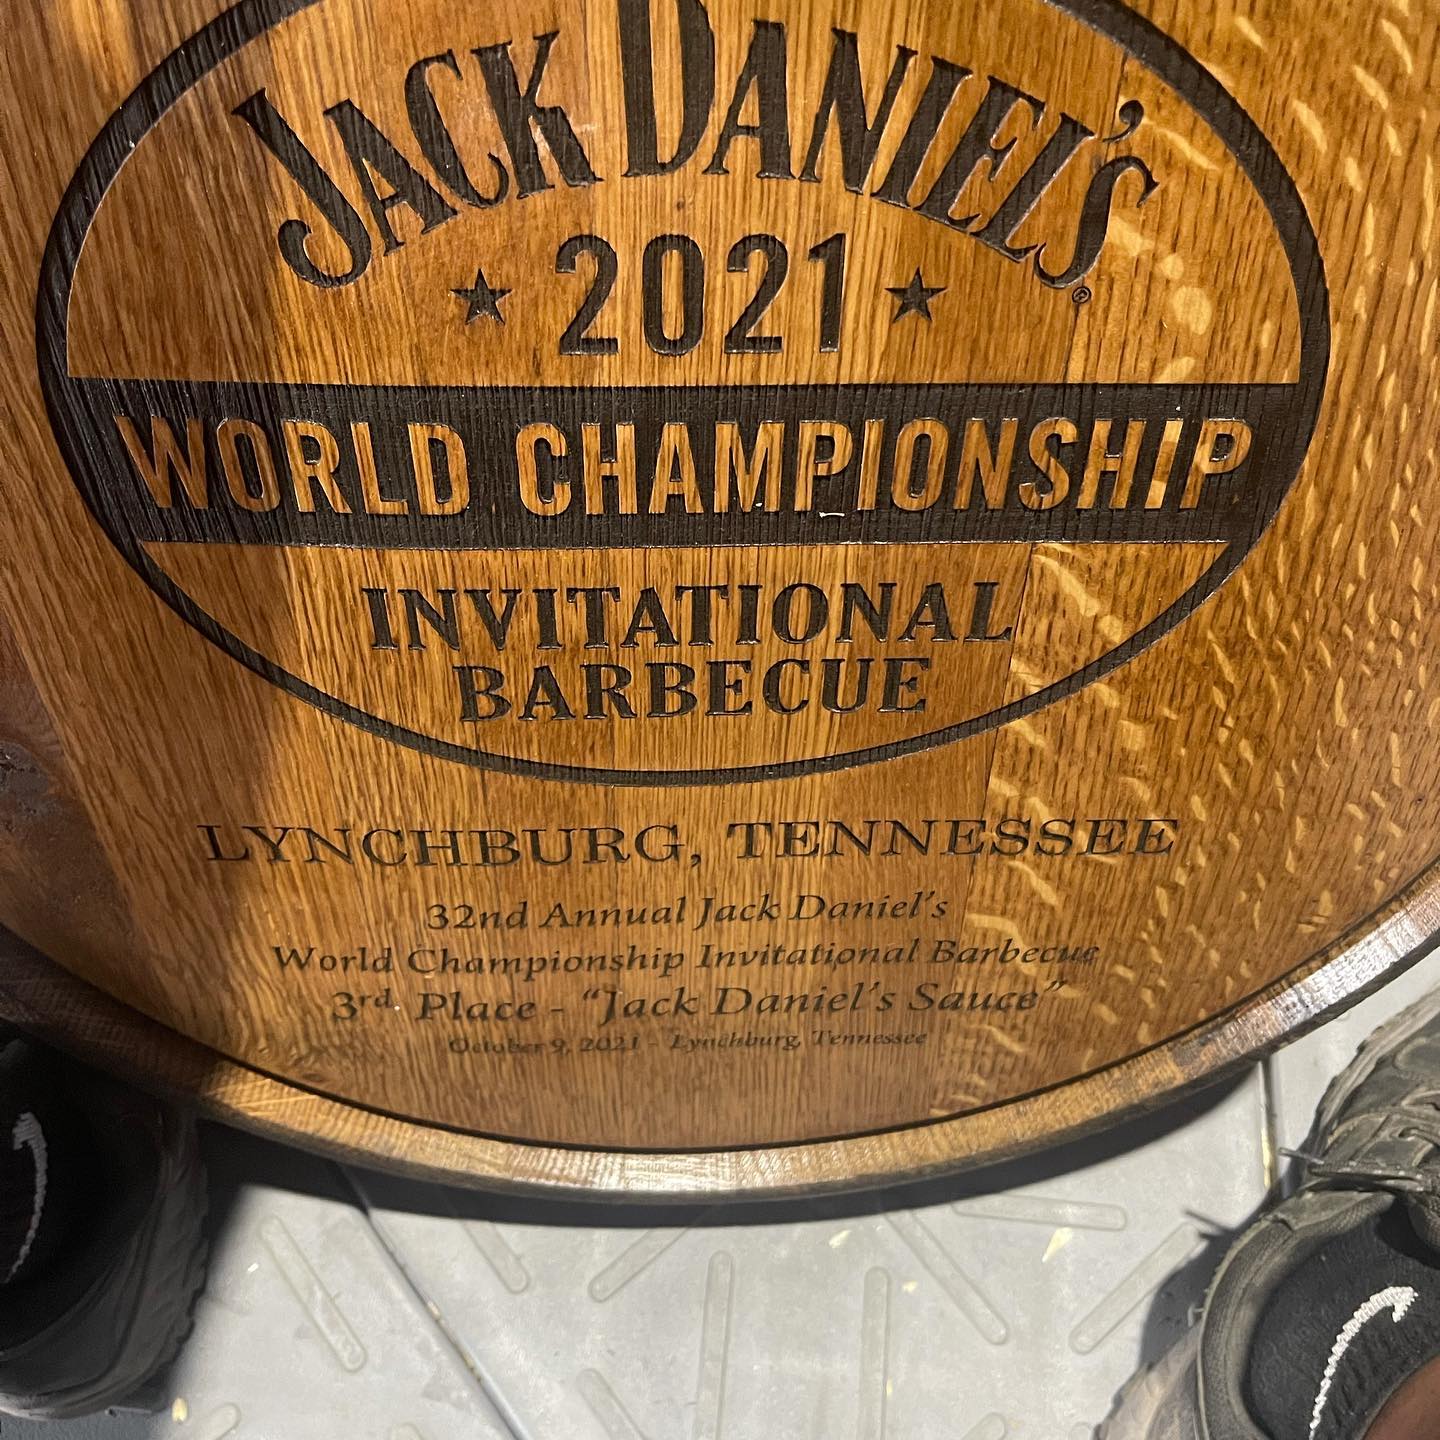 JACK DANIEL'S
®
★ 2021 ★
WORLD CHAMPIONSHIP
INVITATIONAL
BARBECUE
LYNCHBURG, TENNESSEE
32nd Annual Jack Daniel's
World Championship Invitational Barbecue
3rd Place - "Jack Daniel's Sauce"
October 9, 2021 - Lynchburg, Tennessee